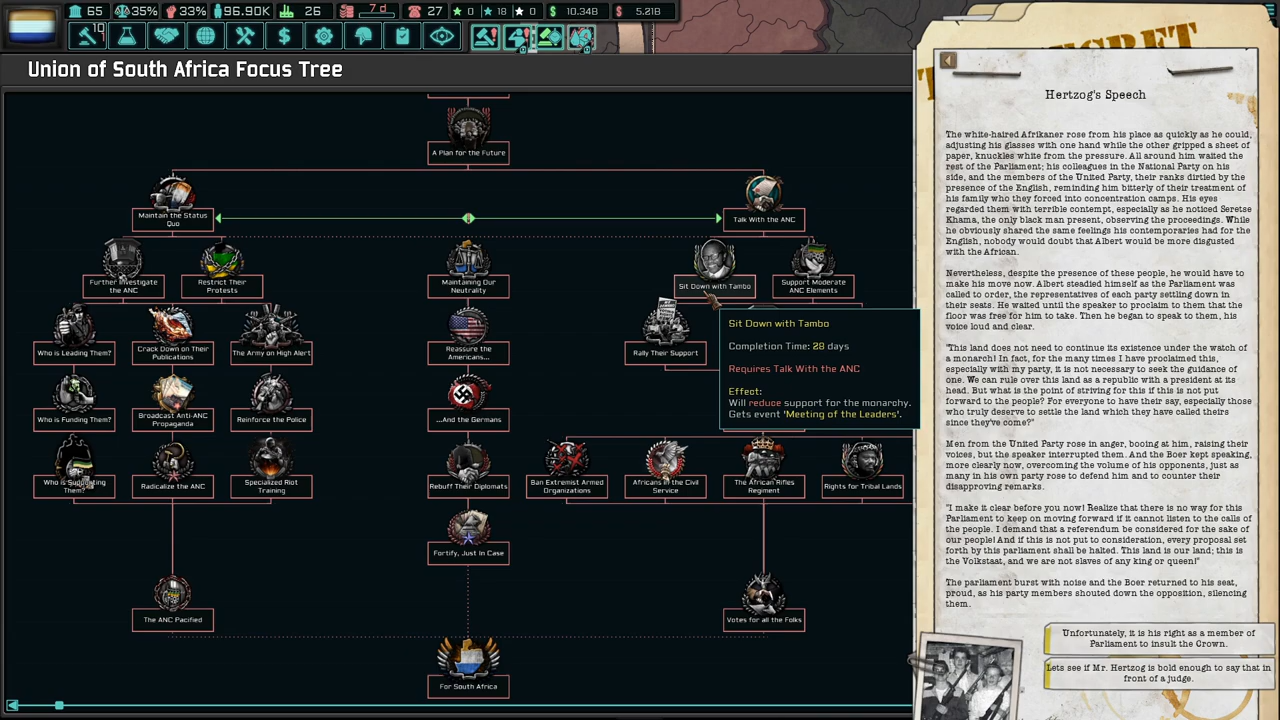 65 35% 33% 96.90K 26 7 d 27 0 18 0 10.348 5.218
Union of South Africa Focus Tree
A Plan for the Future
Maintain the Status
Quo
Talk With the ANC
Further Investigate
the ANC
Restrict Their
Protests
Maintaining Our
Neutrality
Sit Down with Tambo
Support Moderate
ANC Elements
Who is Leading Them?
Crack Down on Their
Publications
The Army on High Alert
Reassure the
Americans...
Rally Their Support
Who is Funding Them?
Broadcast Anti-ANC
Propaganda
Reinforce the Police
...And the Germans
Who is Supporting
Them?
Radicalize the ANC
Specialized Riot
Training
Rebuff Their Diplomats
Ban Extremist Armed
Organizations
Africans in the Civil
Service
The African Rifles
Regiment
Rights for Tribal Lands
Fortify, Just In Case
The ANC Pacified
Votes for all the Folks
For South Africa
Sit Down with Tambo
Completion Time: 28 days
Requires Talk With the ANC
Effect:
Will reduce support for the monarchy.
Gets event 'Meeting of the Leaders'.
Hertzog's Speech
The white-haired Afrikaner rose from his place as quickly as he could,
adjusting his glasses with one hand while the other gripped a sheet of
paper, knuckles white from the pressure. All around him waited the
rest of the Parliament; his colleagues in the National Party on his
side, and the members of the United Party, their ranks dirtied by the
presence of the English, reminding him bitterly of their treatment of
his family who they forced into concentration camps. His eyes
regarded them with terrible contempt, especially as he noticed Seretse
Khama, the only black man present, observing the proceedings. While
he obviously shared the same feelings his contemporaries had for the
English, nobody would doubt that Albert would be more disgusted
with the African.
Nevertheless, despite the presence of these people, he would have to
make his move now. Albert steadied himself as the Parliament was
called to order, the representatives of each party settling down in
their seats. He waited until the speaker to proclaim to them that the
floor was free for him to take. Then he began to speak to them, his
voice loud and clear.
"This land does not need to continue its existence under the watch of
a monarch! In fact, for the many times I have proclaimed this,
especially with my party, it is not necessary to seek the guidance of
one. We can rule over this land as a republic with a president at its
head. But what is the point of striving for this if this is not put
forward to the people? For everyone to have their say, especially those
who truly deserve to settle the land which they have called theirs
since they've come?"
Men from the United Party rose in anger, booing at him, raising their
voices, but the speaker interrupted them. And the Boer kept speaking,
more clearly now, overcoming the volume of his opponents, just as
many in his own party rose to defend him and to counter their
disapproving remarks.
"I make it clear before you now! Realize that there is no way for this
Parliament to keep on moving forward if it cannot listen to the calls of
the people. I demand that a referendum be considered for the sake of
our people! And if this is not put to consideration, every proposal set
forth by this parliament shall be halted. This land is our land; this is
the Volkstaat, and we are not slaves of any king or queen!"
The parliament burst with noise and the Boer returned to his seat,
proud, as his party members shouted down the opposition, silencing
them.
Unfortunately, it is his right as a member of
Parliament to insult the Crown.
Lets see if Mr. Hertzog is bold enough to say that in
front of a judge.